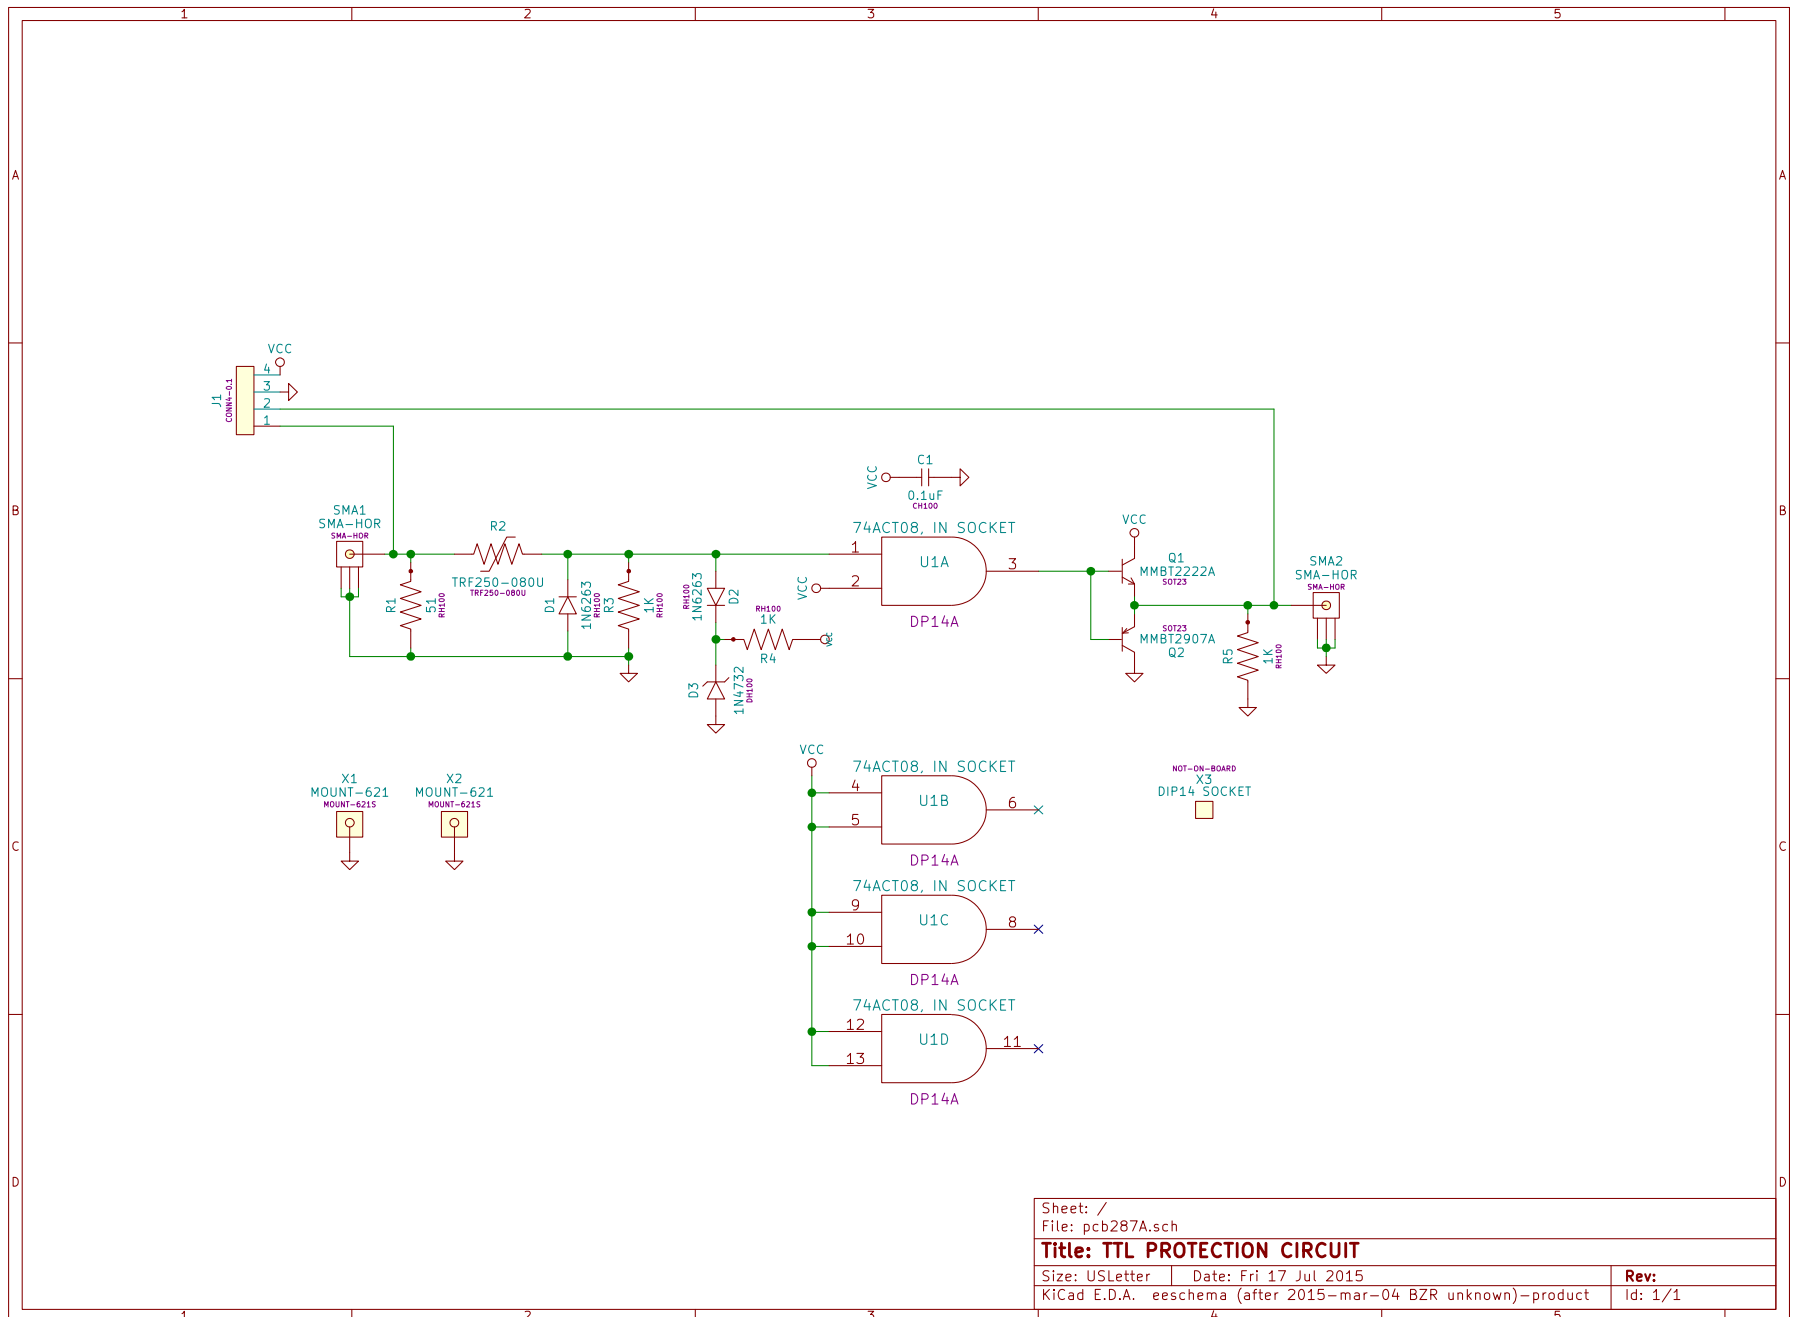 1 2 3 4 5
A A
VCC
4
3
2
1
J1
CONN4-0.1
C1
VCC
0.1uF
CH100
B B
SMA1
SMA-HOR
SMA-HOR
R2
TRF250-080U
TRF250-080U
R1
51
RH100
D1
1N6263
RH100
R3
1K
RH100
RH100
1N6263
D2
RH100
1K
R4
VCC
D3
1N4732
DH100
74ACT08, IN SOCKET
1
VCC
2
U1A
3
DP14A
VCC
Q1
MMBT2222A
SOT23
SOT23
MMBT2907A
Q2
SMA2
SMA-HOR
SMA-HOR
R5
1K
RH100
X1
MOUNT-621
MOUNT-621S
X2
MOUNT-621
MOUNT-621S
VCC
74ACT08, IN SOCKET
4
5
U1B
6
DP14A
NOT-ON-BOARD
X3
DIP14 SOCKET
C C
74ACT08, IN SOCKET
9
10
U1C
8
DP14A
74ACT08, IN SOCKET
12
13
U1D
11
DP14A
D D
Sheet: /
File: pcb287A.sch
Title: TTL PROTECTION CIRCUIT
Size: USLetter Date: Fri 17 Jul 2015 Rev:
KiCad E.D.A. eeschema (after 2015-mar-04 BZR unknown)-product Id: 1/1
1 2 3 4 5